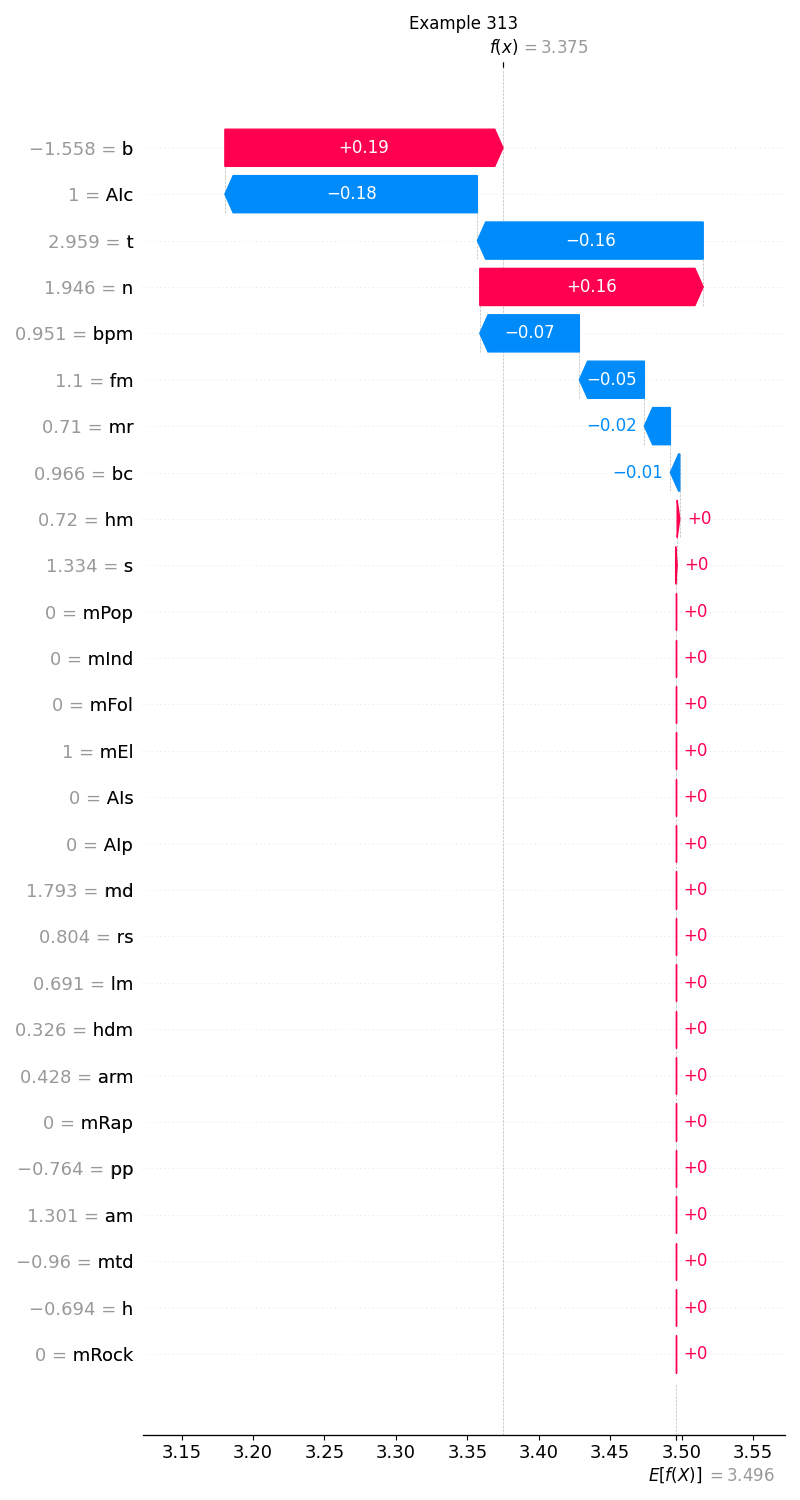 Example 313
f(x) = 3.375
−1.558 = b +0.19
1 = AIc −0.18
2.959 = t −0.16
1.946 = n +0.16
0.951 = bpm −0.07
1.1 = fm −0.05
0.71 = mr −0.02
0.966 = bc −0.01
0.72 = hm +0
1.334 = s +0
0 = mPop +0
0 = mInd +0
0 = mFol +0
1 = mEl +0
0 = AIs +0
0 = AIp +0
1.793 = md +0
0.804 = rs +0
0.691 = lm +0
0.326 = hdm +0
0.428 = arm +0
0 = mRap +0
−0.764 = pp +0
1.301 = am +0
−0.96 = mtd +0
−0.694 = h +0
0 = mRock +0
3.15 3.20 3.25 3.30 3.35 3.40 3.45 3.50 3.55
E[f(X)] = 3.496